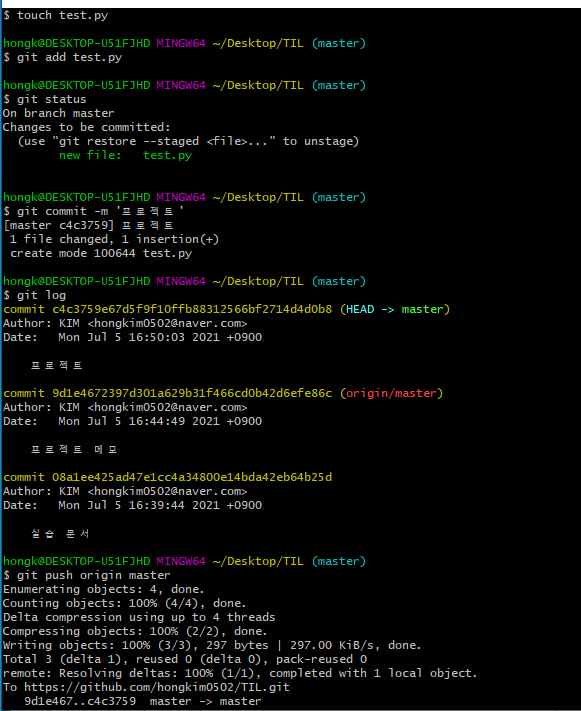 $ touch test.py
hongk@DESKTOP-U51FJHD MINGW64 ~/Desktop/TIL (master)
$ git add test.py
hongk@DESKTOP-U51FJHD MINGW64 ~/Desktop/TIL (master)
$ git status
On branch master
Changes to be committed:
  (use "git restore --staged <file>..." to unstage)
        new file:   test.py
hongk@DESKTOP-U51FJHD MINGW64 ~/Desktop/TIL (master)
$ git commit -m '프로젝트'
[master c4c3759] 프로젝트
 1 file changed, 1 insertion(+)
 create mode 100644 test.py
hongk@DESKTOP-U51FJHD MINGW64 ~/Desktop/TIL (master)
$ git log
commit c4c3759e67d5f9f10ffb88312566bf2714d4d0b8 (HEAD -> master)
Author: KIM <hongkim0502@naver.com>
Date:   Mon Jul 5 16:50:03 2021 +0900
    프로젝트
commit 9d1e4672397d301a629b31f466cd0b42d6efe86c (origin/master)
Author: KIM <hongkim0502@naver.com>
Date:   Mon Jul 5 16:44:49 2021 +0900
    프로젝트 메모
commit 08a1ee425ad47e1cc4a34800e14bda42eb64b25d
Author: KIM <hongkim0502@naver.com>
Date:   Mon Jul 5 16:39:44 2021 +0900
    실습 문서
hongk@DESKTOP-U51FJHD MINGW64 ~/Desktop/TIL (master)
$ git push origin master
Enumerating objects: 4, done.
Counting objects: 100% (4/4), done.
Delta compression using up to 4 threads
Compressing objects: 100% (2/2), done.
Writing objects: 100% (3/3), 297 bytes | 297.00 KiB/s, done.
Total 3 (delta 1), reused 0 (delta 0), pack-reused 0
remote: Resolving deltas: 100% (1/1), completed with 1 local object.
To https://github.com/hongkim0502/TIL.git
   9d1e467..c4c3759  master -> master